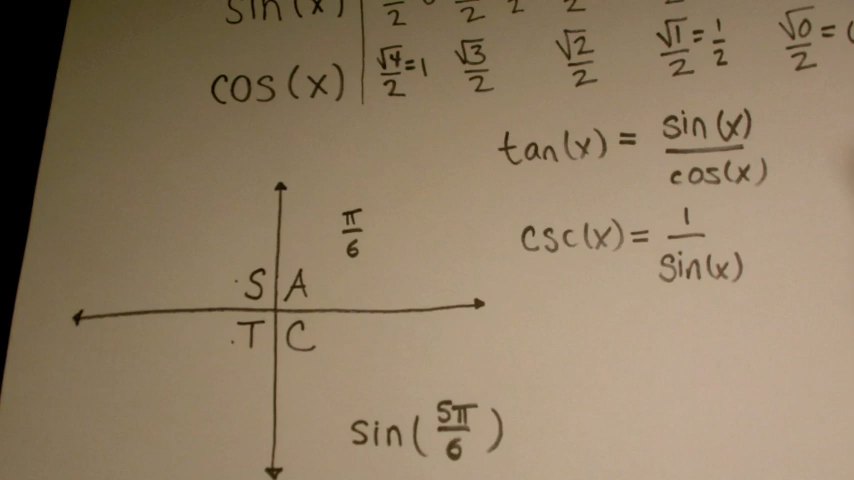 sin(x)
cos(x) √4/2=1 √3/2 √2/2 √1/2=1/2 √0/2=
tan(x) = sin(x)/cos(x)
π/6
csc(x) = 1/sin(x)
S A
T C
sin(5π/6)